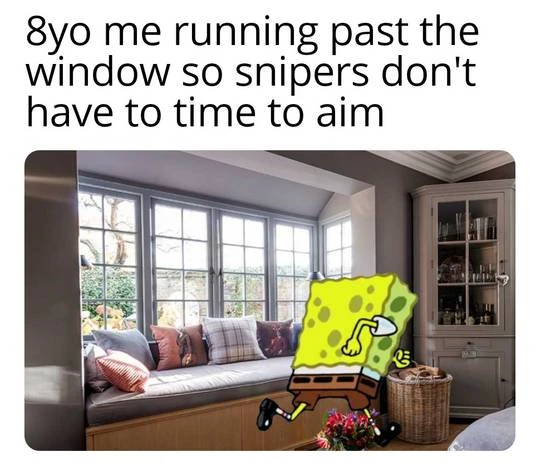 8yo me running past the
window so snipers don't
have to time to aim